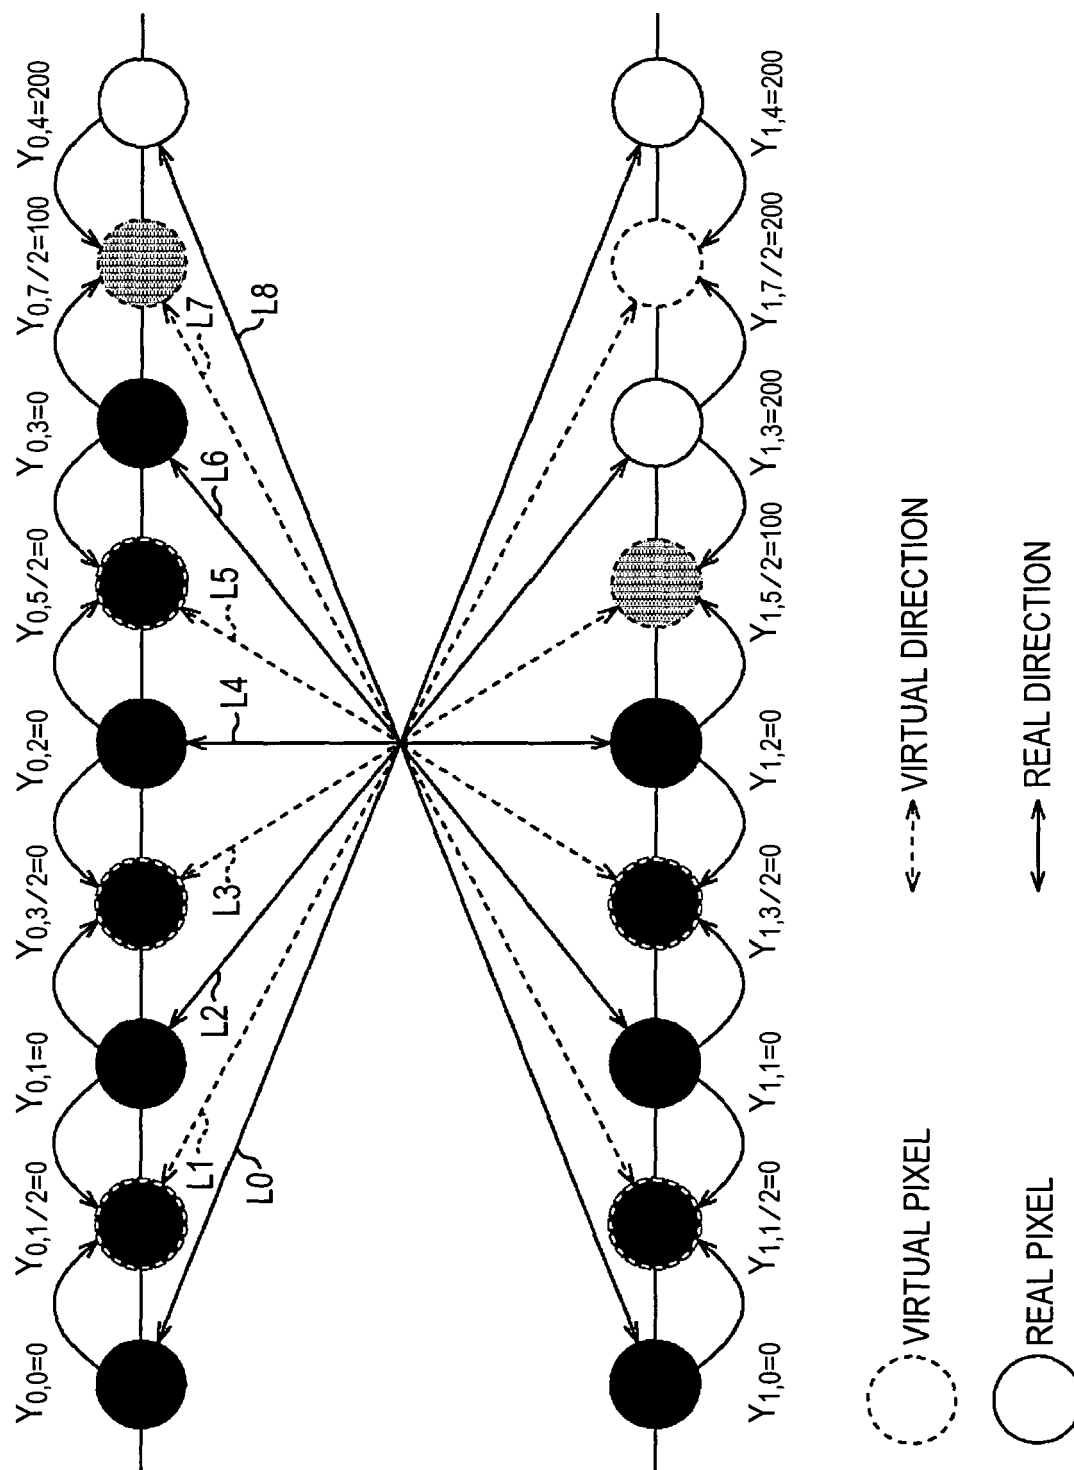 Y0,0=0
Y0,1/2=0
Y0,1=0
Y0,3/2=0
Y0,2=0
Y0,5/2=0
Y0,3=0
Y0,7/2=100
Y0,4=200
L0
L1
L2
L3
L4
L5
L6
L7
L8
Y1,0=0
Y1,1/2=0
Y1,1=0
Y1,3/2=0
Y1,2=0
Y1,5/2=100
Y1,3=200
Y1,7/2=200
Y1,4=200
VIRTUAL PIXEL
VIRTUAL DIRECTION
REAL PIXEL
REAL DIRECTION